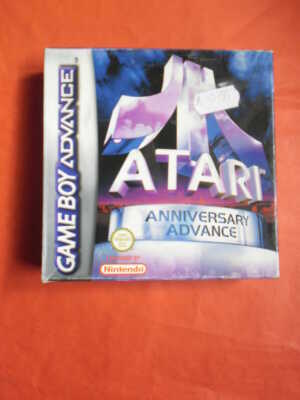 GAME BOY ADVANCE
ATARI
ANNIVERSARY
ADVANCE
Nintendo